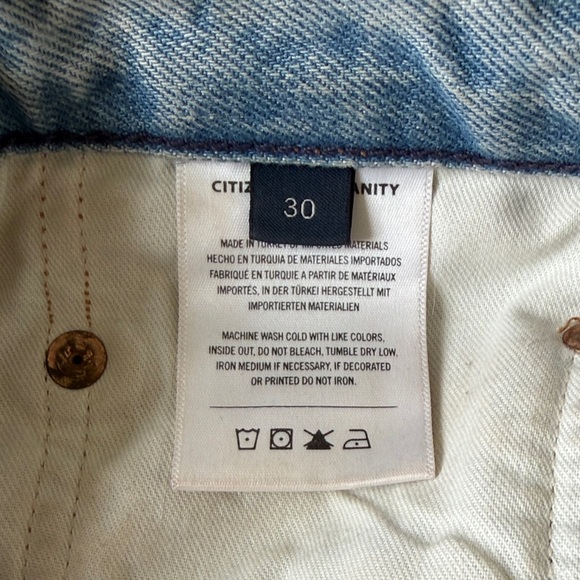 30
MADE IN TURKEY OF IMPORTED MATERIALS
HECHO EN TURQUIA DE MATERIALES IMPORTADOS
FABRIQUÉ EN TURQUIE A PARTIR DE MATÉRIAUX
IMPORTÉS, IN DER TÜRKEI HERGESTELLT MIT
IMPORTIERTEN MATERIALIEN
MACHINE WASH COLD WITH LIKE COLORS,
INSIDE OUT, DO NOT BLEACH, TUMBLE DRY LOW.
IRON MEDIUM IF NECESSARY, IF DECORATED
OR PRINTED DO NOT IRON.